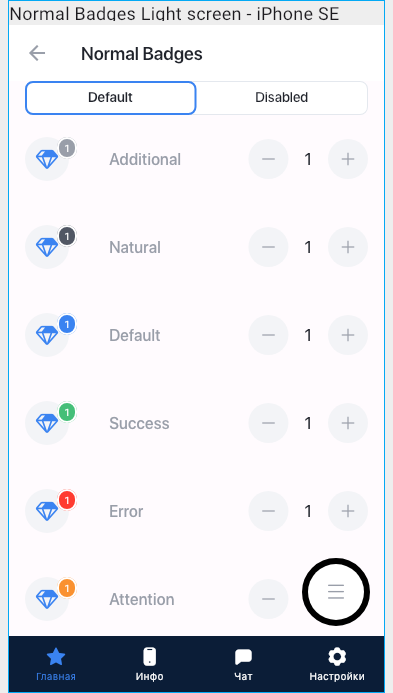 Normal Badges Light screen - iPhone SE
Normal Badges
Default Disabled
1 Additional 1
1 Natural 1
1 Default 1
1 Success 1
1 Error 1
1 Attention
Главная Инфо Чат Настройки